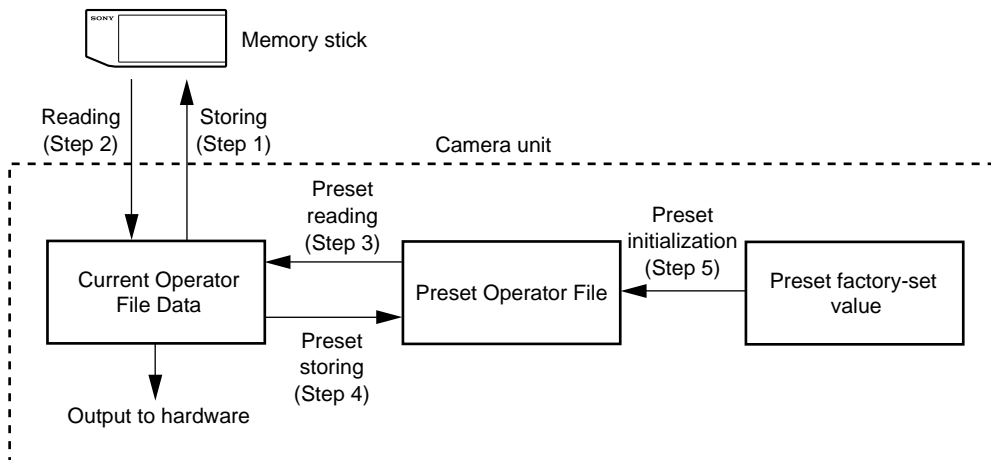 SONY
Memory stick
Reading
(Step 2)
Storing
(Step 1)
Camera unit
Preset
reading
(Step 3)
Preset
initialization
(Step 5)
Current Operator
File Data
Preset Operator File
Preset factory-set
value
Preset
storing
(Step 4)
Output to hardware